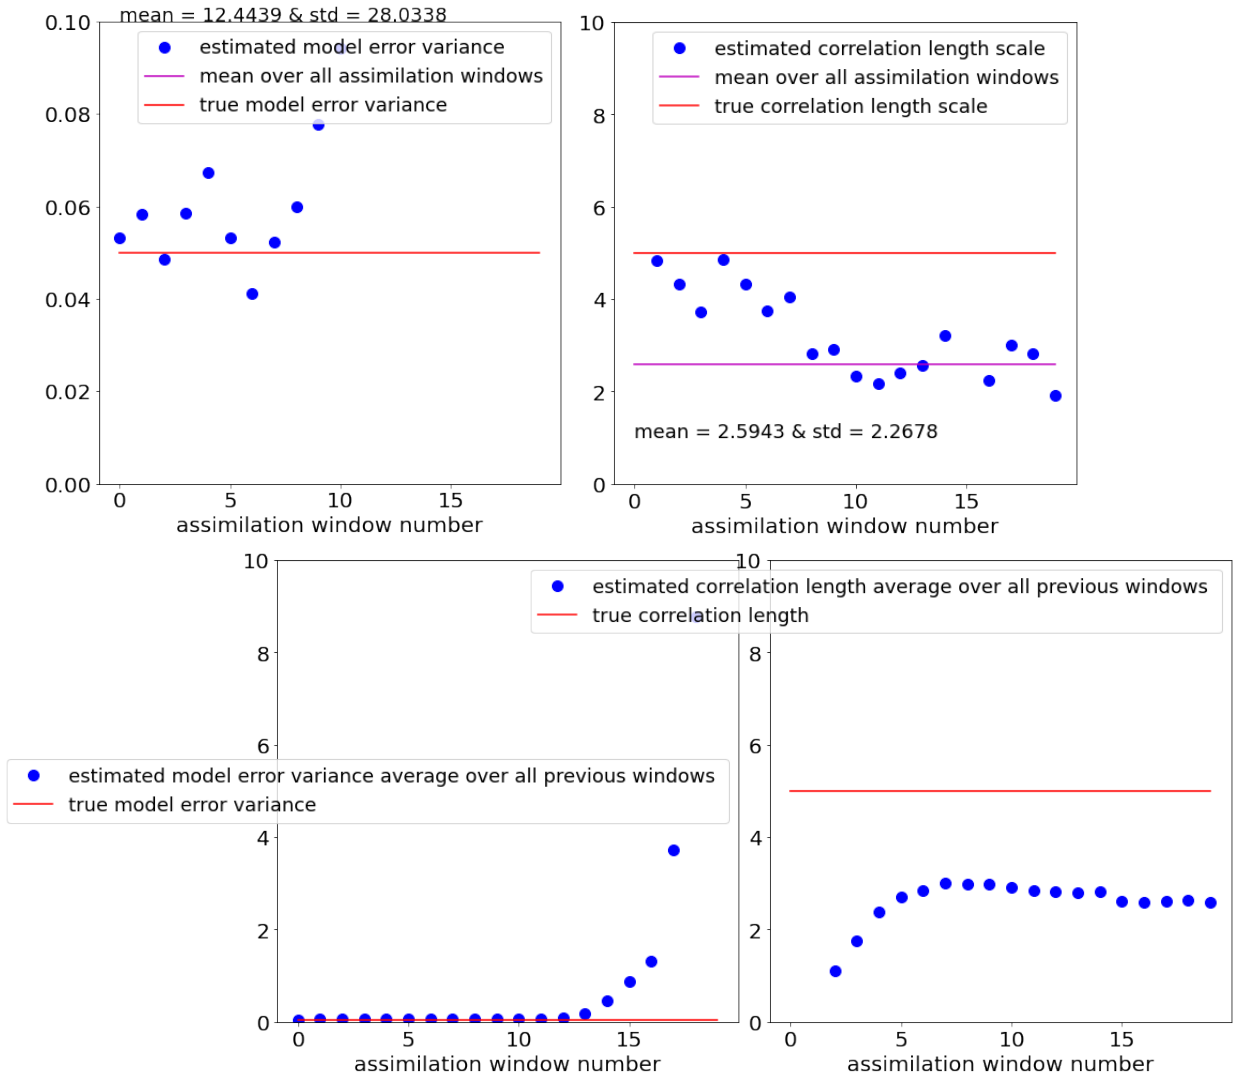 mean = 12.4439 & std = 28.0338
estimated model error variance
mean over all assimilation windows
true model error variance
0.10
0.08
0.06
0.04
0.02
0.00
0 5 10 15
assimilation window number
estimated correlation length scale
mean over all assimilation windows
true correlation length scale
10
8
6
4
2
0
mean = 2.5943 & std = 2.2678
0 5 10 15
assimilation window number
10
8
6
4
2
0
estimated model error variance average over all previous windows
true model error variance
0 5 10 15
assimilation window number
estimated correlation length average over all previous windows
true correlation length
10
8
6
4
2
0
0 5 10 15
assimilation window number